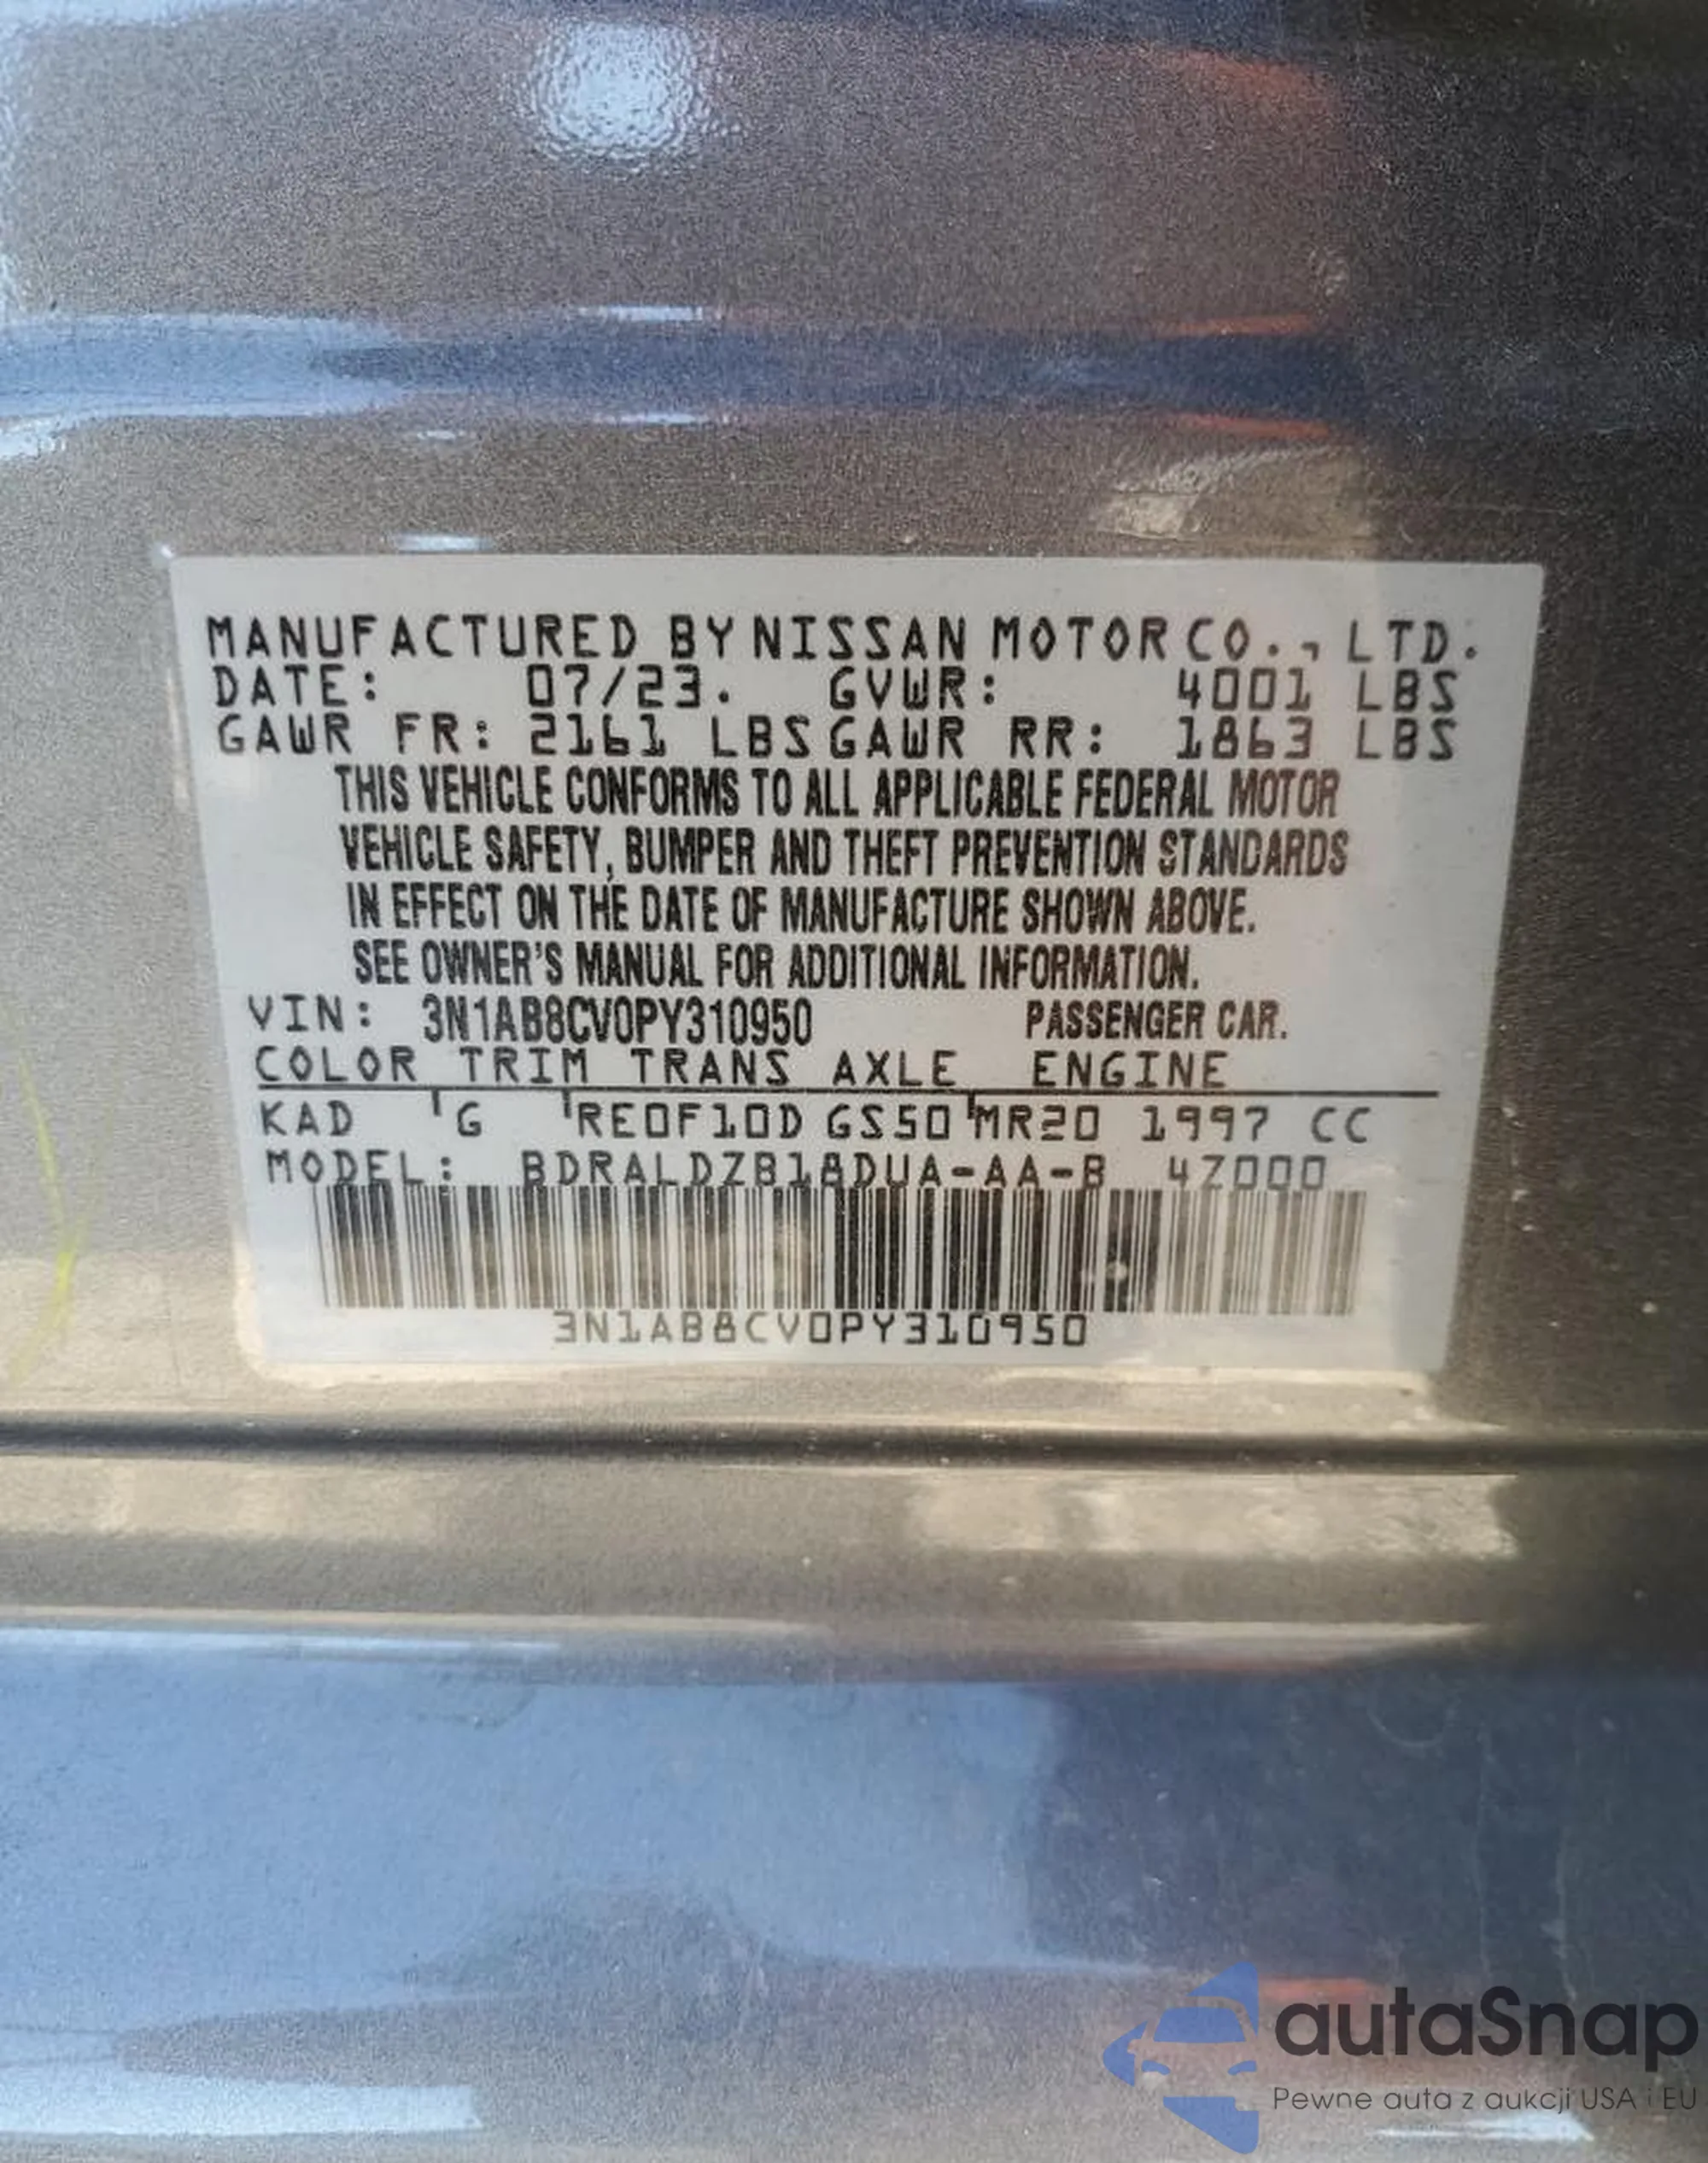 MANUFACTURED BY NISSAN MOTOR CO., LTD.
DATE: 07/23. GVWR: 4001 LBS
GAWR FR: 2161 LBS GAWR RR: 1863 LBS
THIS VEHICLE CONFORMS TO ALL APPLICABLE FEDERAL MOTOR
VEHICLE SAFETY, BUMPER AND THEFT PREVENTION STANDARDS
IN EFFECT ON THE DATE OF MANUFACTURE SHOWN ABOVE.
SEE OWNER'S MANUAL FOR ADDITIONAL INFORMATION.
VIN: 3N1AB8CV0PY310950 PASSENGER CAR.
COLOR TRIM TRANS AXLE ENGINE
KAD G RE0F10D GS50 MR20 1997 CC
MODEL: BDRALDZB18DUA-AA-B 4Z000
3N1AB8CV0PY310950
autaSnap
Pewne auta z aukcji USA i EU